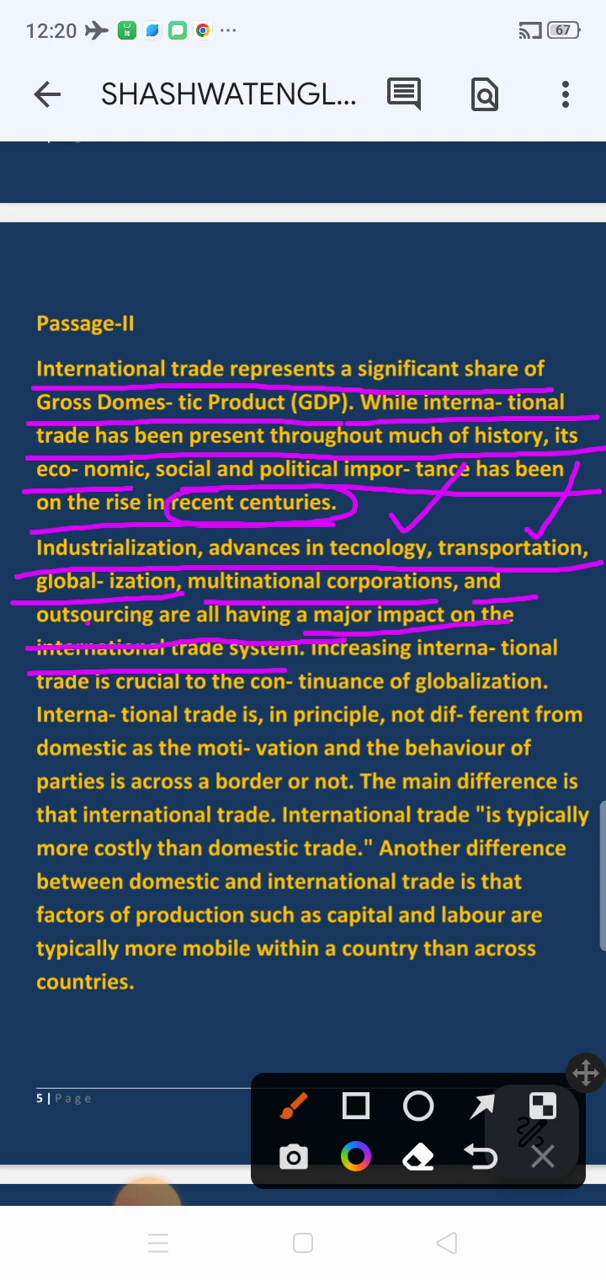 12:20
67
SHASHWATENGL...
Passage-II
International trade represents a significant share of
Gross Domes- tic Product (GDP). While interna- tional
trade has been present throughout much of history, its
eco- nomic, social and political impor- tance has been
on the rise in recent centuries.
Industrialization, advances in tecnology, transportation,
global- ization, multinational corporations, and
outsourcing are all having a major impact on the
international trade system. Increasing interna- tional
trade is crucial to the con- tinuance of globalization.
Interna- tional trade is, in principle, not dif- ferent from
domestic as the moti- vation and the behaviour of
parties is across a border or not. The main difference is
that international trade. International trade "is typically
more costly than domestic trade." Another difference
between domestic and international trade is that
factors of production such as capital and labour are
typically more mobile within a country than across
countries.
5 | Page